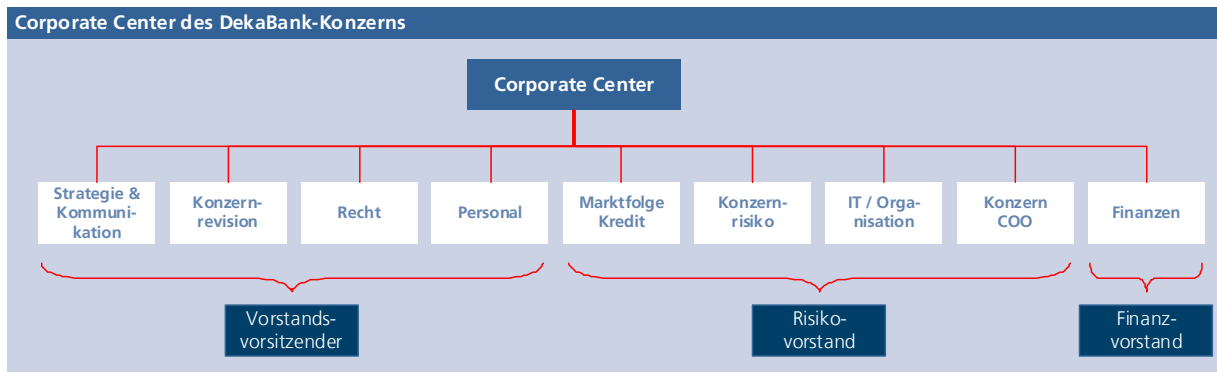 Corporate Center des DekaBank-Konzerns
Corporate Center
Strategie &
Kommuni-
kation
Konzern-
revision
Recht
Personal
Marktfolge
Kredit
Konzern-
risiko
IT / Orga-
nisation
Konzern
COO
Finanzen
Vorstands-
vorsitzender
Risiko-
vorstand
Finanz-
vorstand